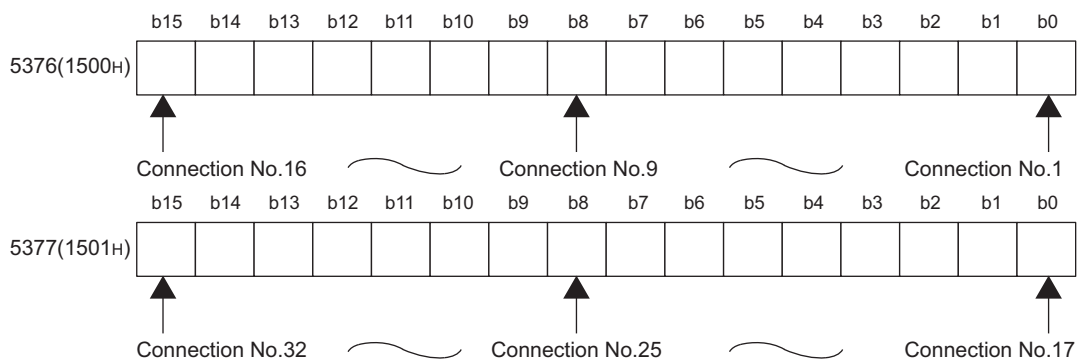 b15 b14 b13 b12 b11 b10 b9 b8 b7 b6 b5 b4 b3 b2 b1 b0
5376(1500H)
Connection No.16 Connection No.9 Connection No.1
b15 b14 b13 b12 b11 b10 b9 b8 b7 b6 b5 b4 b3 b2 b1 b0
5377(1501H)
Connection No.32 Connection No.25 Connection No.17